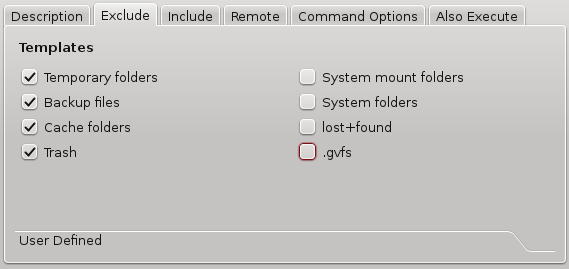 Description Exclude Include Remote Command Options Also Execute
Templates
Temporary folders System mount folders
Backup files System folders
Cache folders lost+found
Trash .gvfs
User Defined